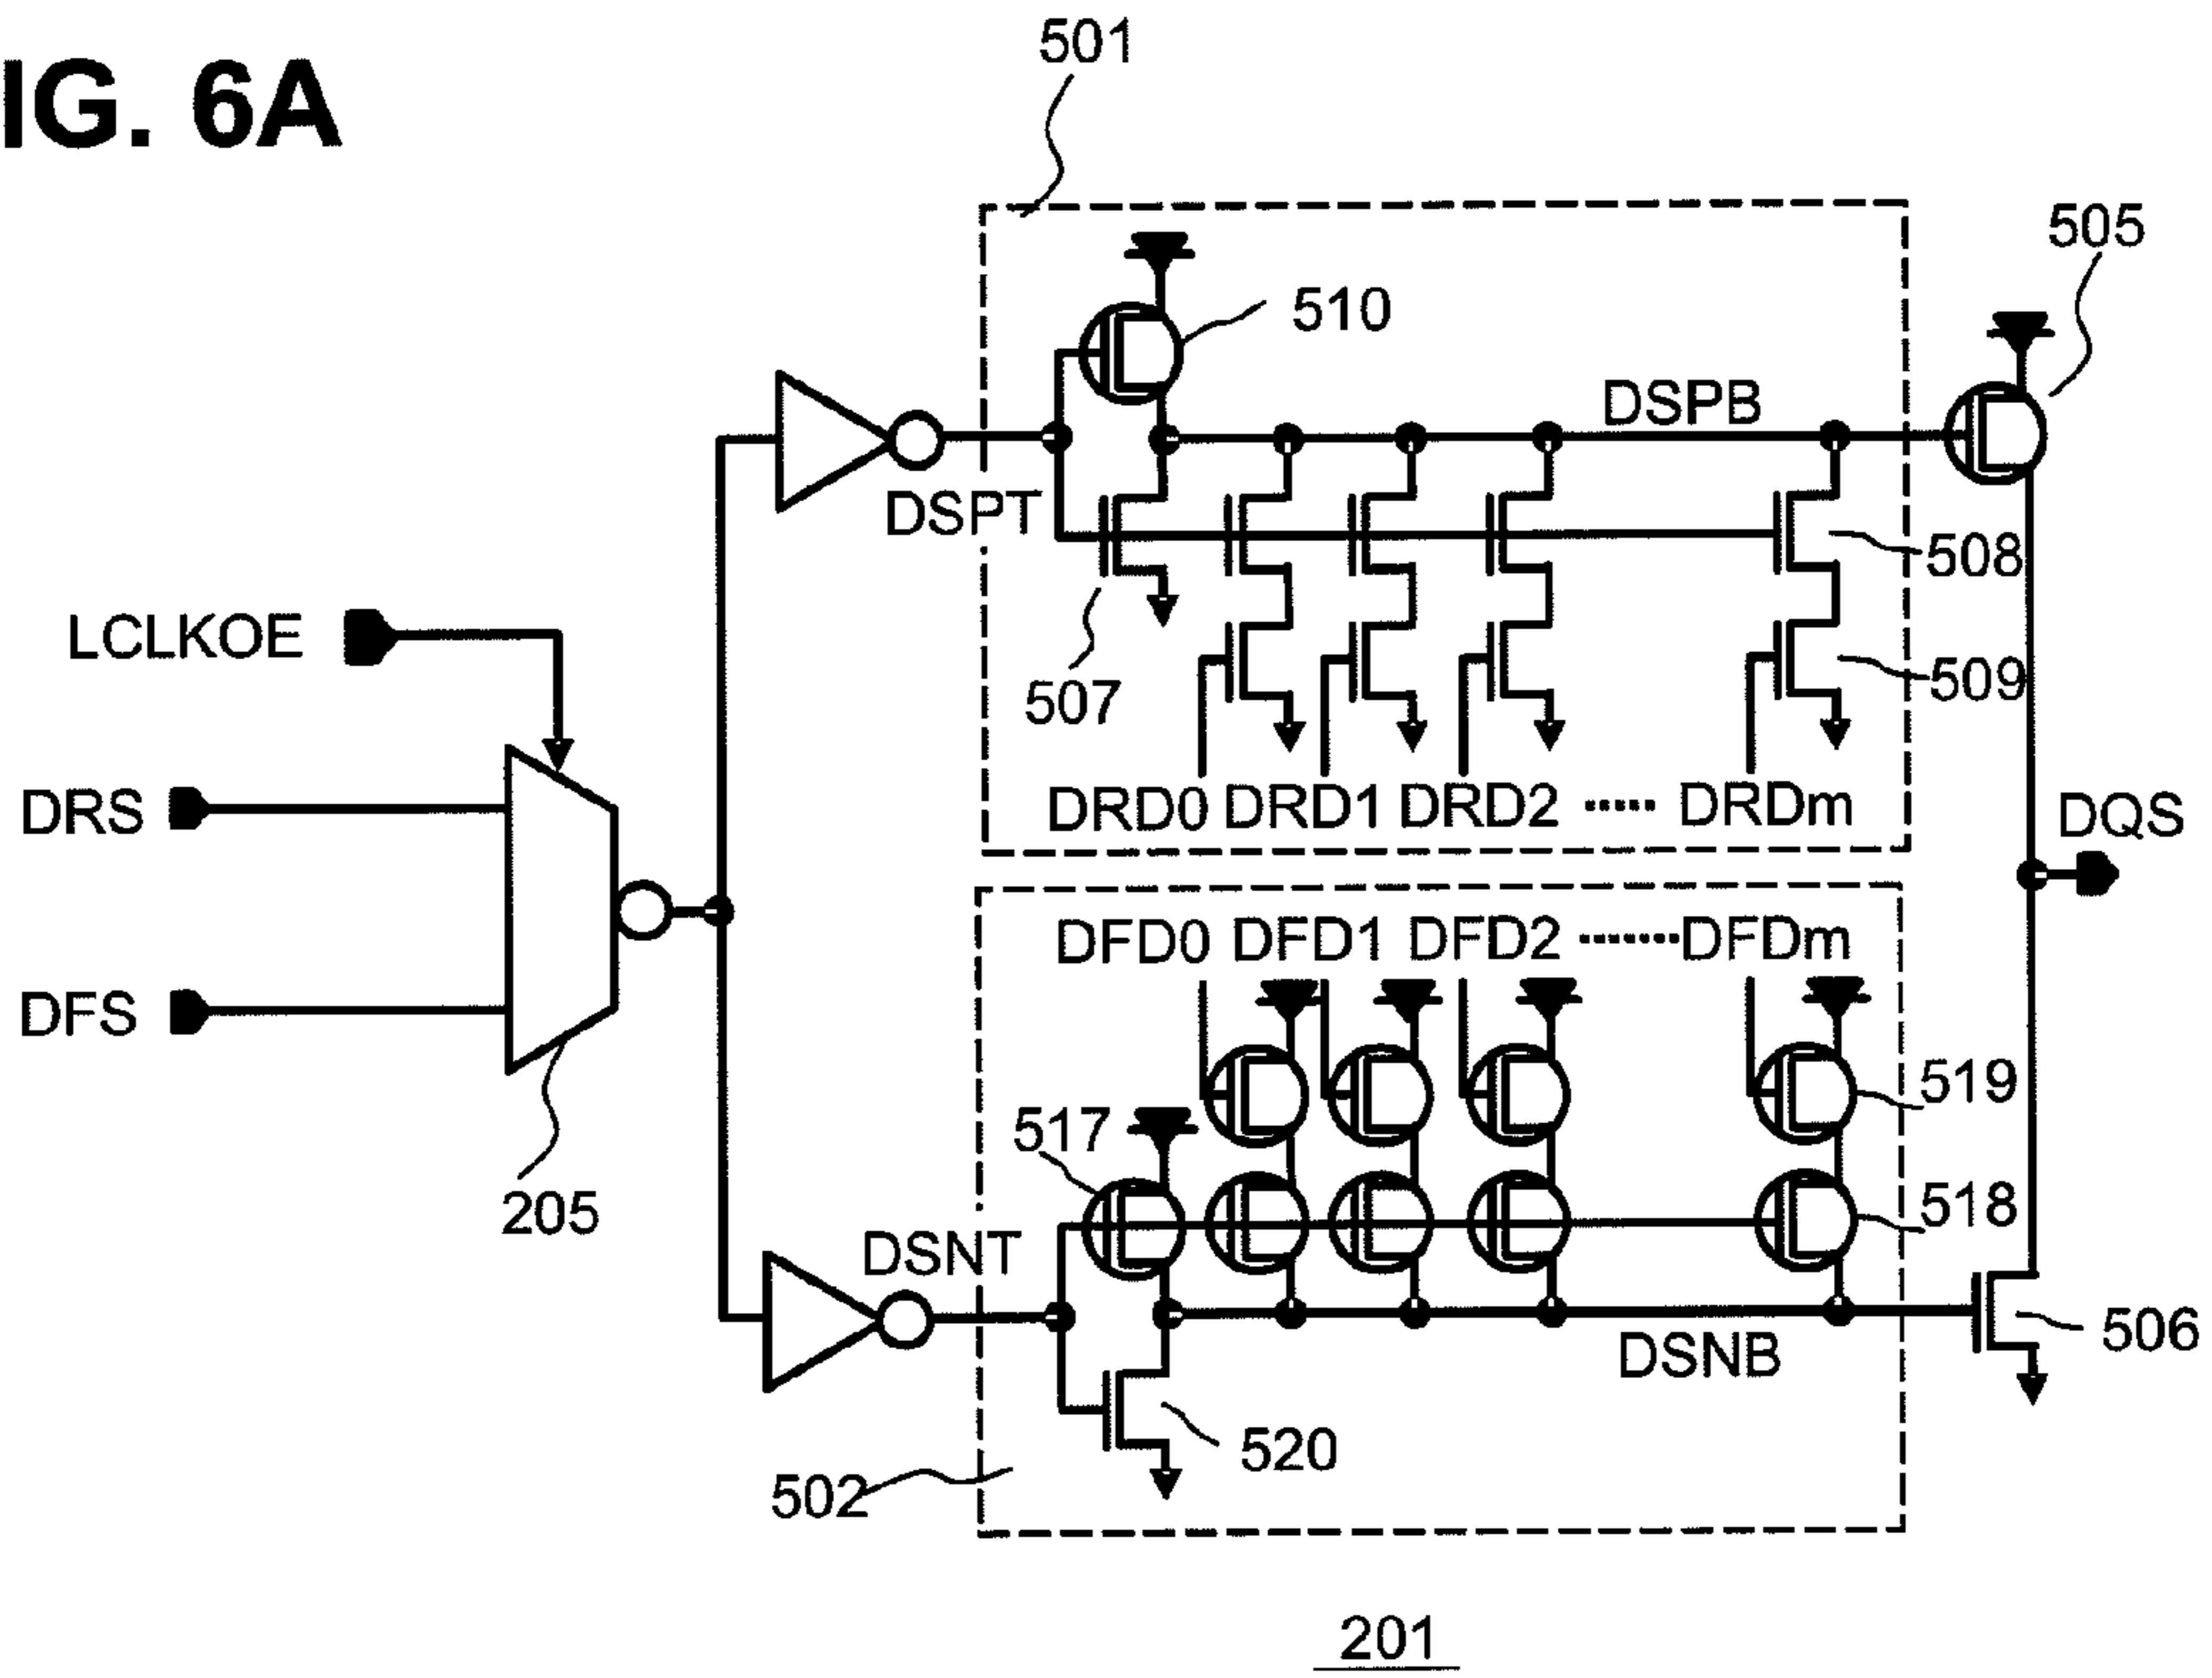 IG. 6A
501
505
510
DSPB
DSPT
508
LCLKOE
507
509
DRS
DRD0 DRD1 DRD2 ...... DRDm
DQS
DFD0 DFD1 DFD2 ........DFDm
DFS
519
517
205
518
DSNT
506
DSNB
520
502
201